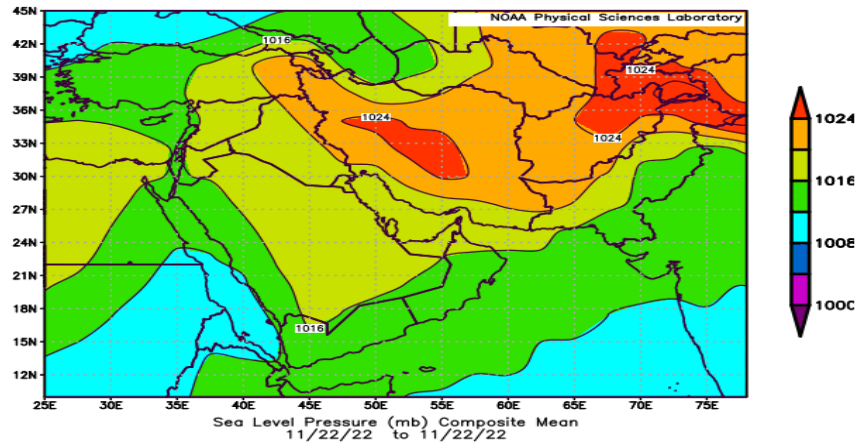 NOAA Physical Sciences Laboratory
45N
42N
39N
36N
33N
30N
27N
24N
21N
18N
15N
12N
1016
1024
1024
1024
1016
25E
30E
35E
40E
45E
50E
55E
60E
65E
70E
75E
1024
1016
1008
1000
Sea Level Pressure (mb) Composite Mean
11/22/22 to 11/22/22